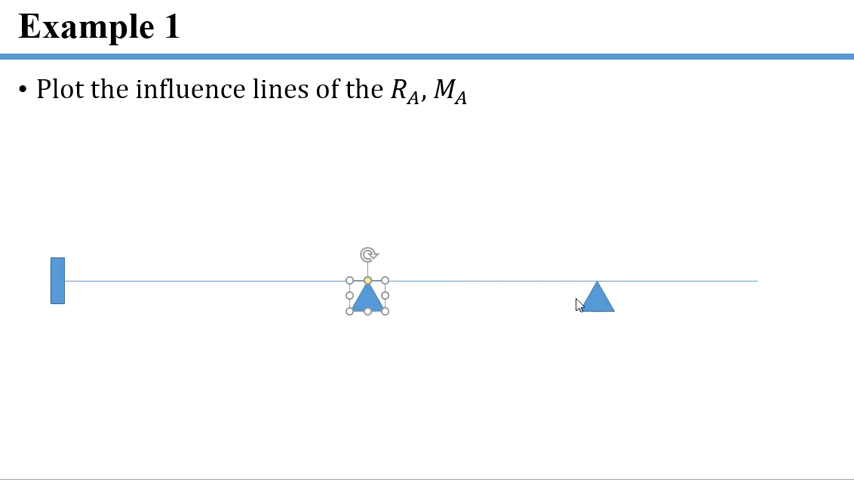 Example 1
• Plot the influence lines of the R_A, M_A